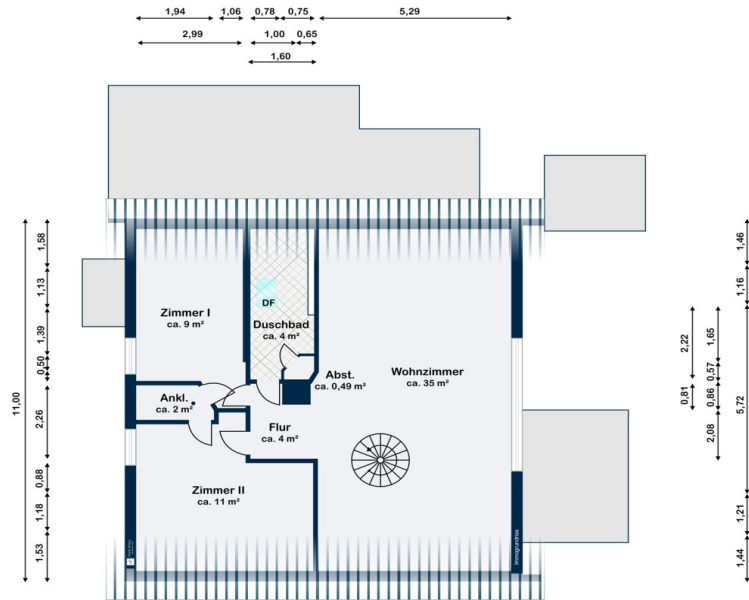 1,94
1,06
0,78
0,75
5,29
2,99
1,00
0,65
1,60
1,58
1,13
1,39
0,50
2,26
11,00
0,88
1,18
1,53
1,46
1,16
2,22
1,65
0,57
0,81
0,86
5,72
2,08
1,21
1,44
Zimmer I
ca. 9 m²
DF
Duschbad
ca. 4 m²
Abst.
ca. 0,49 m²
Wohnzimmer
ca. 35 m²
Ankl.
ca. 2 m²
Flur
ca. 4 m²
Zimmer II
ca. 11 m²
Immogrundriss